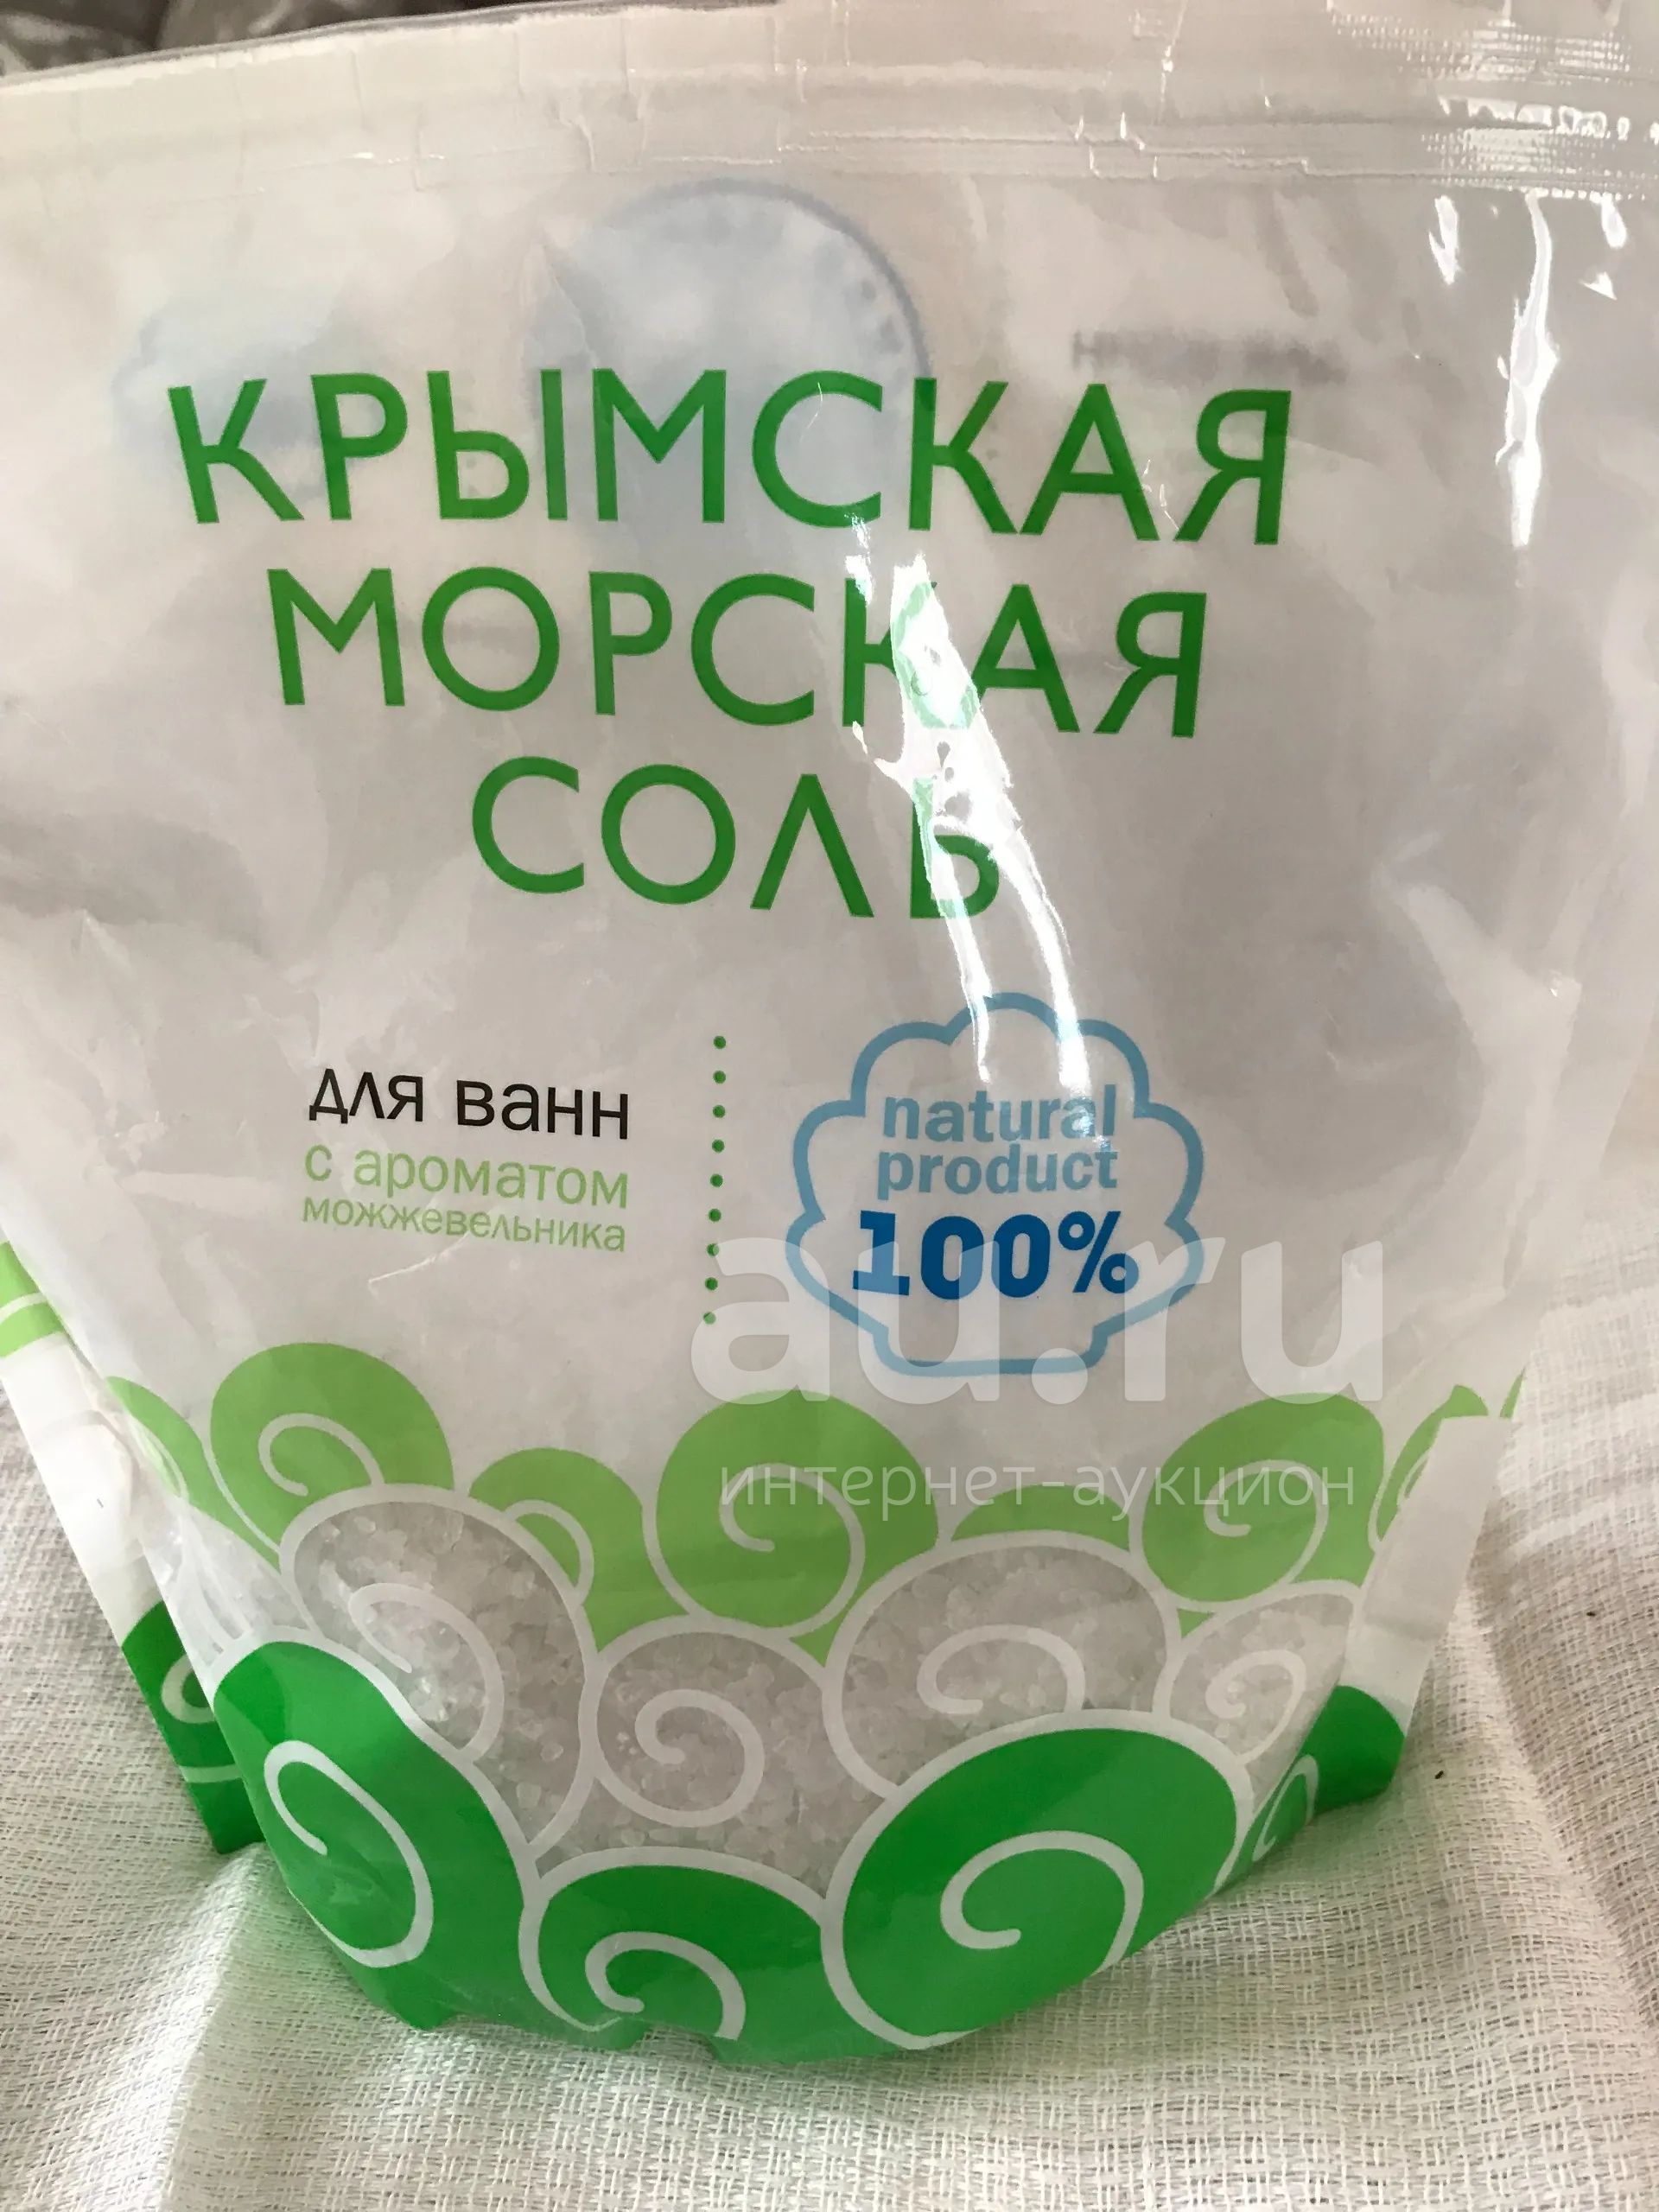 КРЫМСКАЯ
МОРСКАЯ
СОЛЬ
для ванн
с ароматом
можжевельника
natural
product
100%
au.ru
интернет-аукцион